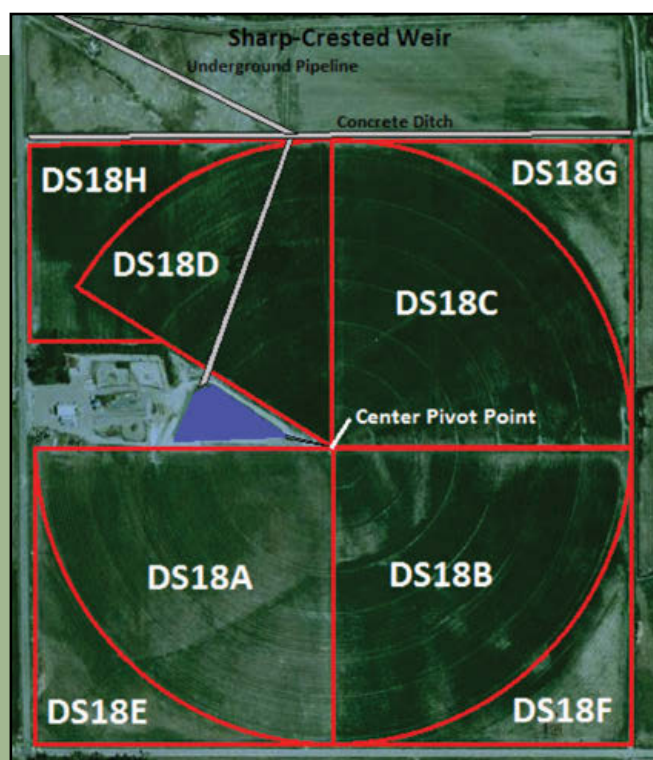 Sharp-Crested Weir
Underground Pipeline
Concrete Ditch
DS18H
DS18G
DS18D
DS18C
Center Pivot Point
DS18A
DS18B
DS18E
DS18F